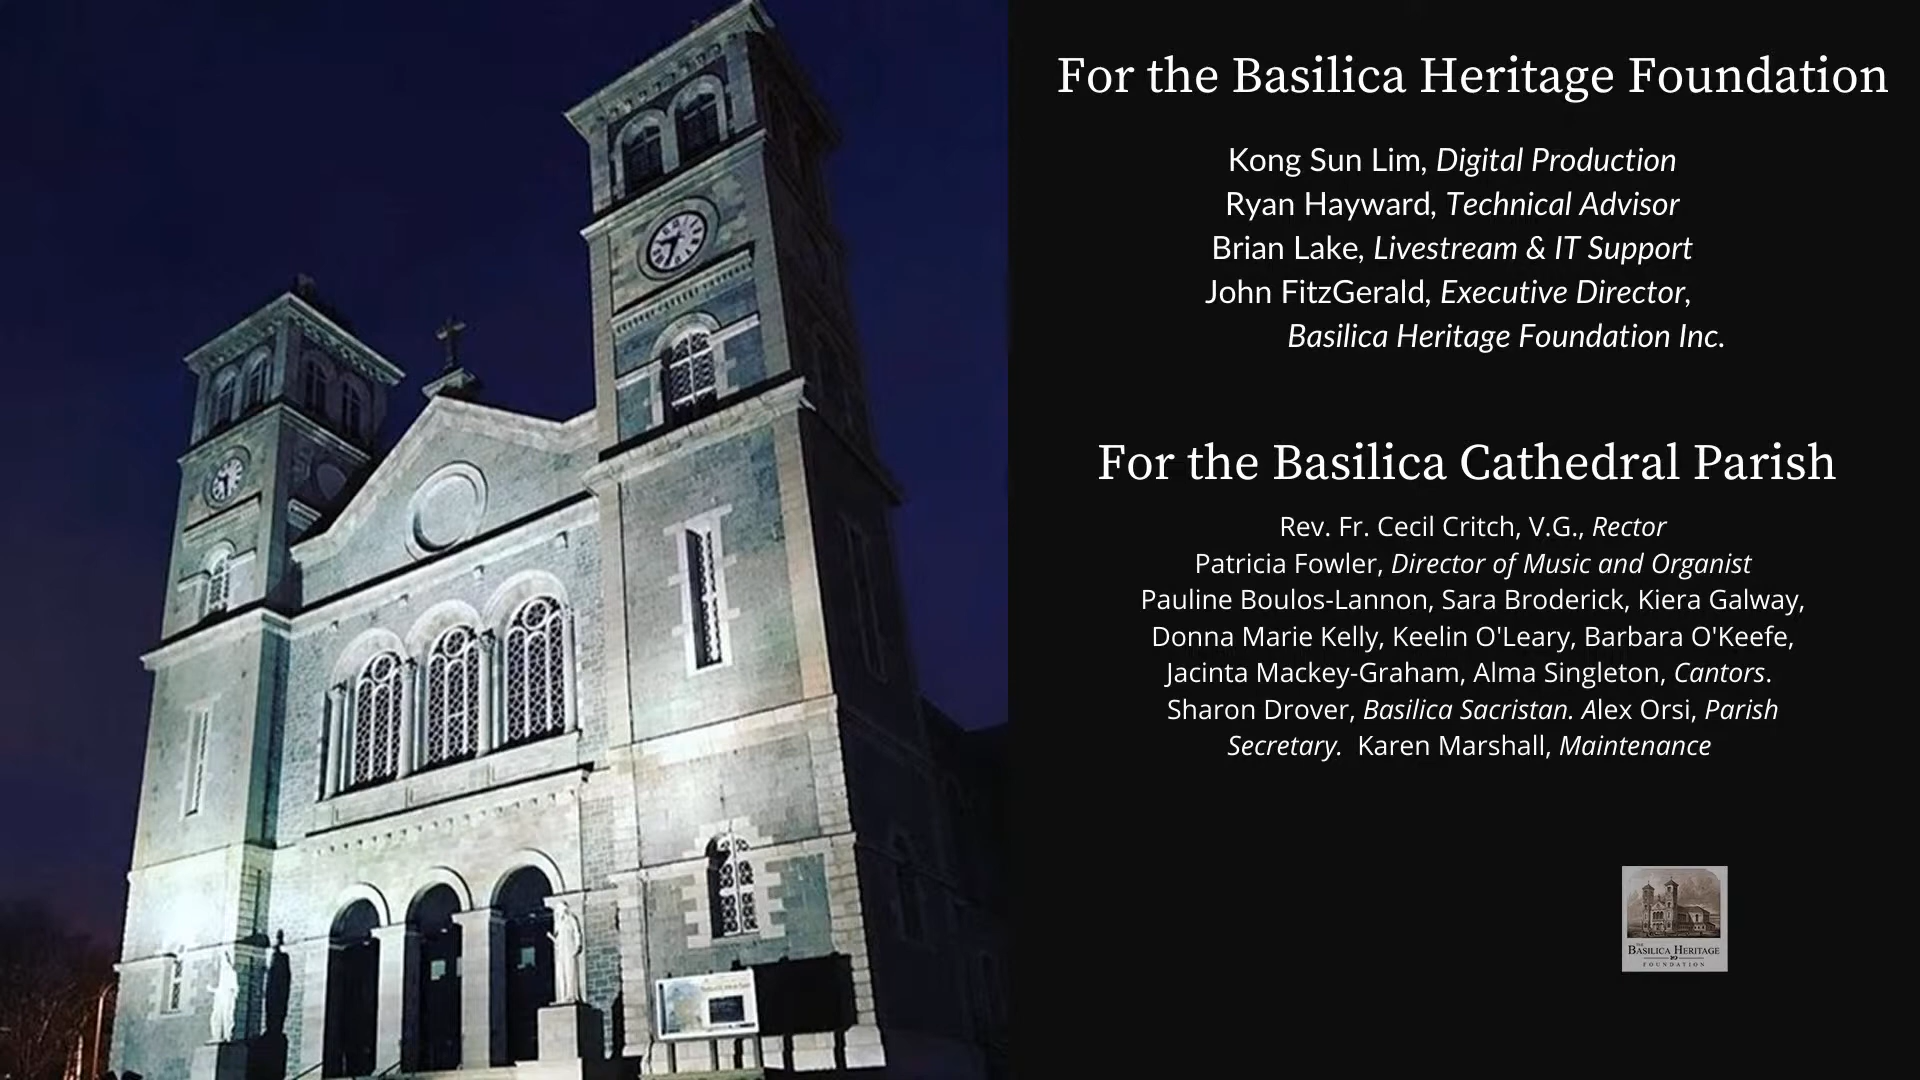 For the Basilica Heritage Foundation
Kong Sun Lim, Digital Production
Ryan Hayward, Technical Advisor
Brian Lake, Livestream & IT Support
John FitzGerald, Executive Director,
Basilica Heritage Foundation Inc.
For the Basilica Cathedral Parish
Rev. Fr. Cecil Critch, V.G., Rector
Patricia Fowler, Director of Music and Organist
Pauline Boulos-Lannon, Sara Broderick, Kiera Galway,
Donna Marie Kelly, Keelin O'Leary, Barbara O'Keefe,
Jacinta Mackey-Graham, Alma Singleton, Cantors.
Sharon Drover, Basilica Sacristan. Alex Orsi, Parish
Secretary.  Karen Marshall, Maintenance
THE
BASILICA HERITAGE
FOUNDATION